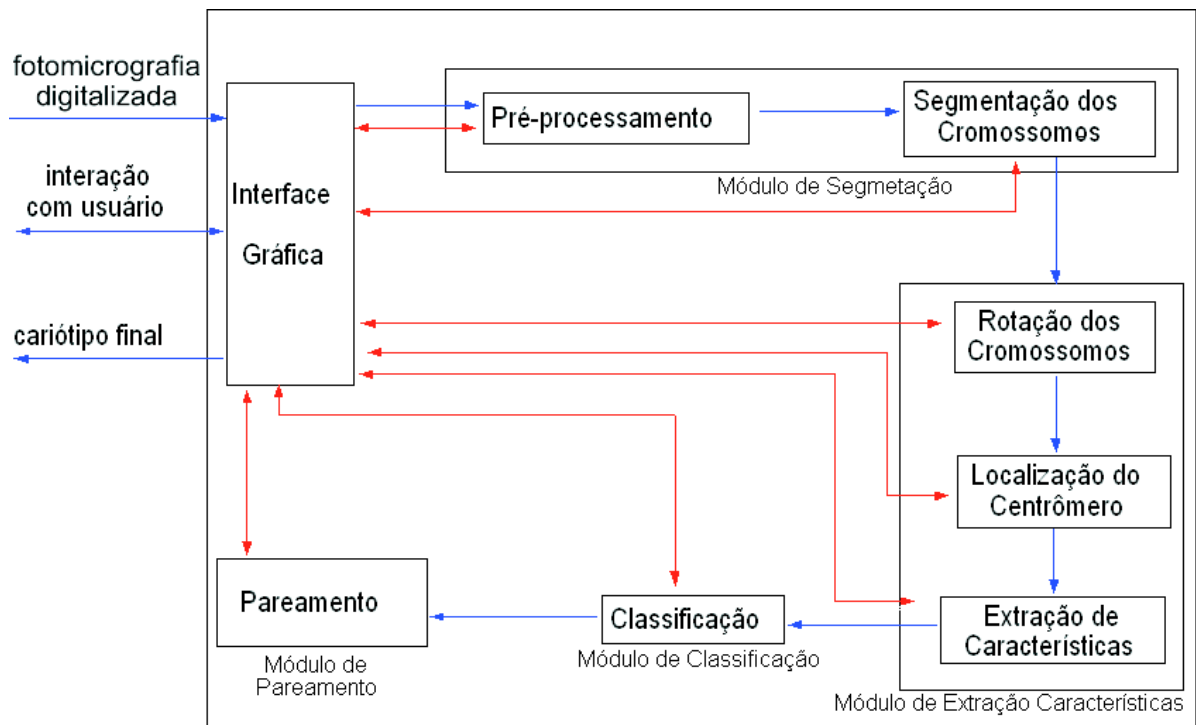 fotomicrografia
digitalizada
interação
com usuário
cariótipo final
Interface
Gráfica
Pré-processamento
Segmentação dos
Cromossomos
Módulo de Segmetação
Rotação dos
Cromossomos
Localização do
Centrômero
Extração de
Características
Módulo de Extração Características
Classificação
Módulo de Classificação
Pareamento
Módulo de
Pareamento